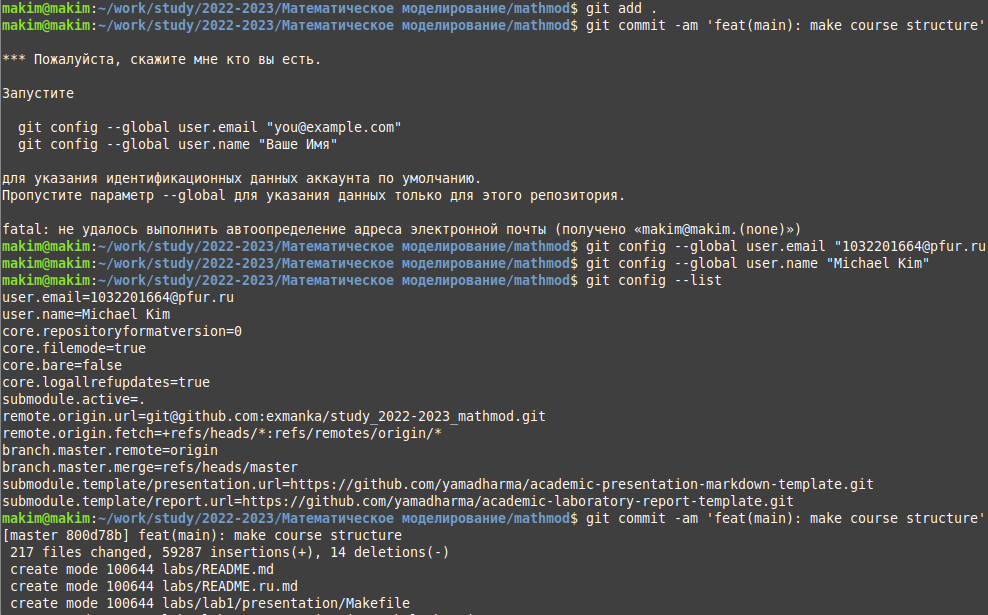 makim@makim:~/work/study/2022-2023/Математическое моделирование/mathmod$ git add .
makim@makim:~/work/study/2022-2023/Математическое моделирование/mathmod$ git commit -am 'feat(main): make course structure'
*** Пожалуйста, скажите мне кто вы есть.
Запустите
git config --global user.email "you@example.com"
git config --global user.name "Ваше Имя"
для указания идентификационных данных аккаунта по умолчанию.
Пропустите параметр --global для указания данных только для этого репозитория.
fatal: не удалось выполнить автоопределение адреса электронной почты (получено «makim@makim.(none)»)
makim@makim:~/work/study/2022-2023/Математическое моделирование/mathmod$ git config --global user.email "1032201664@pfur.ru
makim@makim:~/work/study/2022-2023/Математическое моделирование/mathmod$ git config --global user.name "Michael Kim"
makim@makim:~/work/study/2022-2023/Математическое моделирование/mathmod$ git config --list
user.email=1032201664@pfur.ru
user.name=Michael Kim
core.repositoryformatversion=0
core.filemode=true
core.bare=false
core.logallrefupdates=true
submodule.active=.
remote.origin.url=git@github.com:exmanka/study_2022-2023_mathmod.git
remote.origin.fetch=+refs/heads/*:refs/remotes/origin/*
branch.master.remote=origin
branch.master.merge=refs/heads/master
submodule.template/presentation.url=https://github.com/yamadharma/academic-presentation-markdown-template.git
submodule.template/report.url=https://github.com/yamadharma/academic-laboratory-report-template.git
makim@makim:~/work/study/2022-2023/Математическое моделирование/mathmod$ git commit -am 'feat(main): make course structure'
[master 800d78b] feat(main): make course structure
217 files changed, 59287 insertions(+), 14 deletions(-)
create mode 100644 labs/README.md
create mode 100644 labs/README.ru.md
create mode 100644 labs/lab1/presentation/Makefile